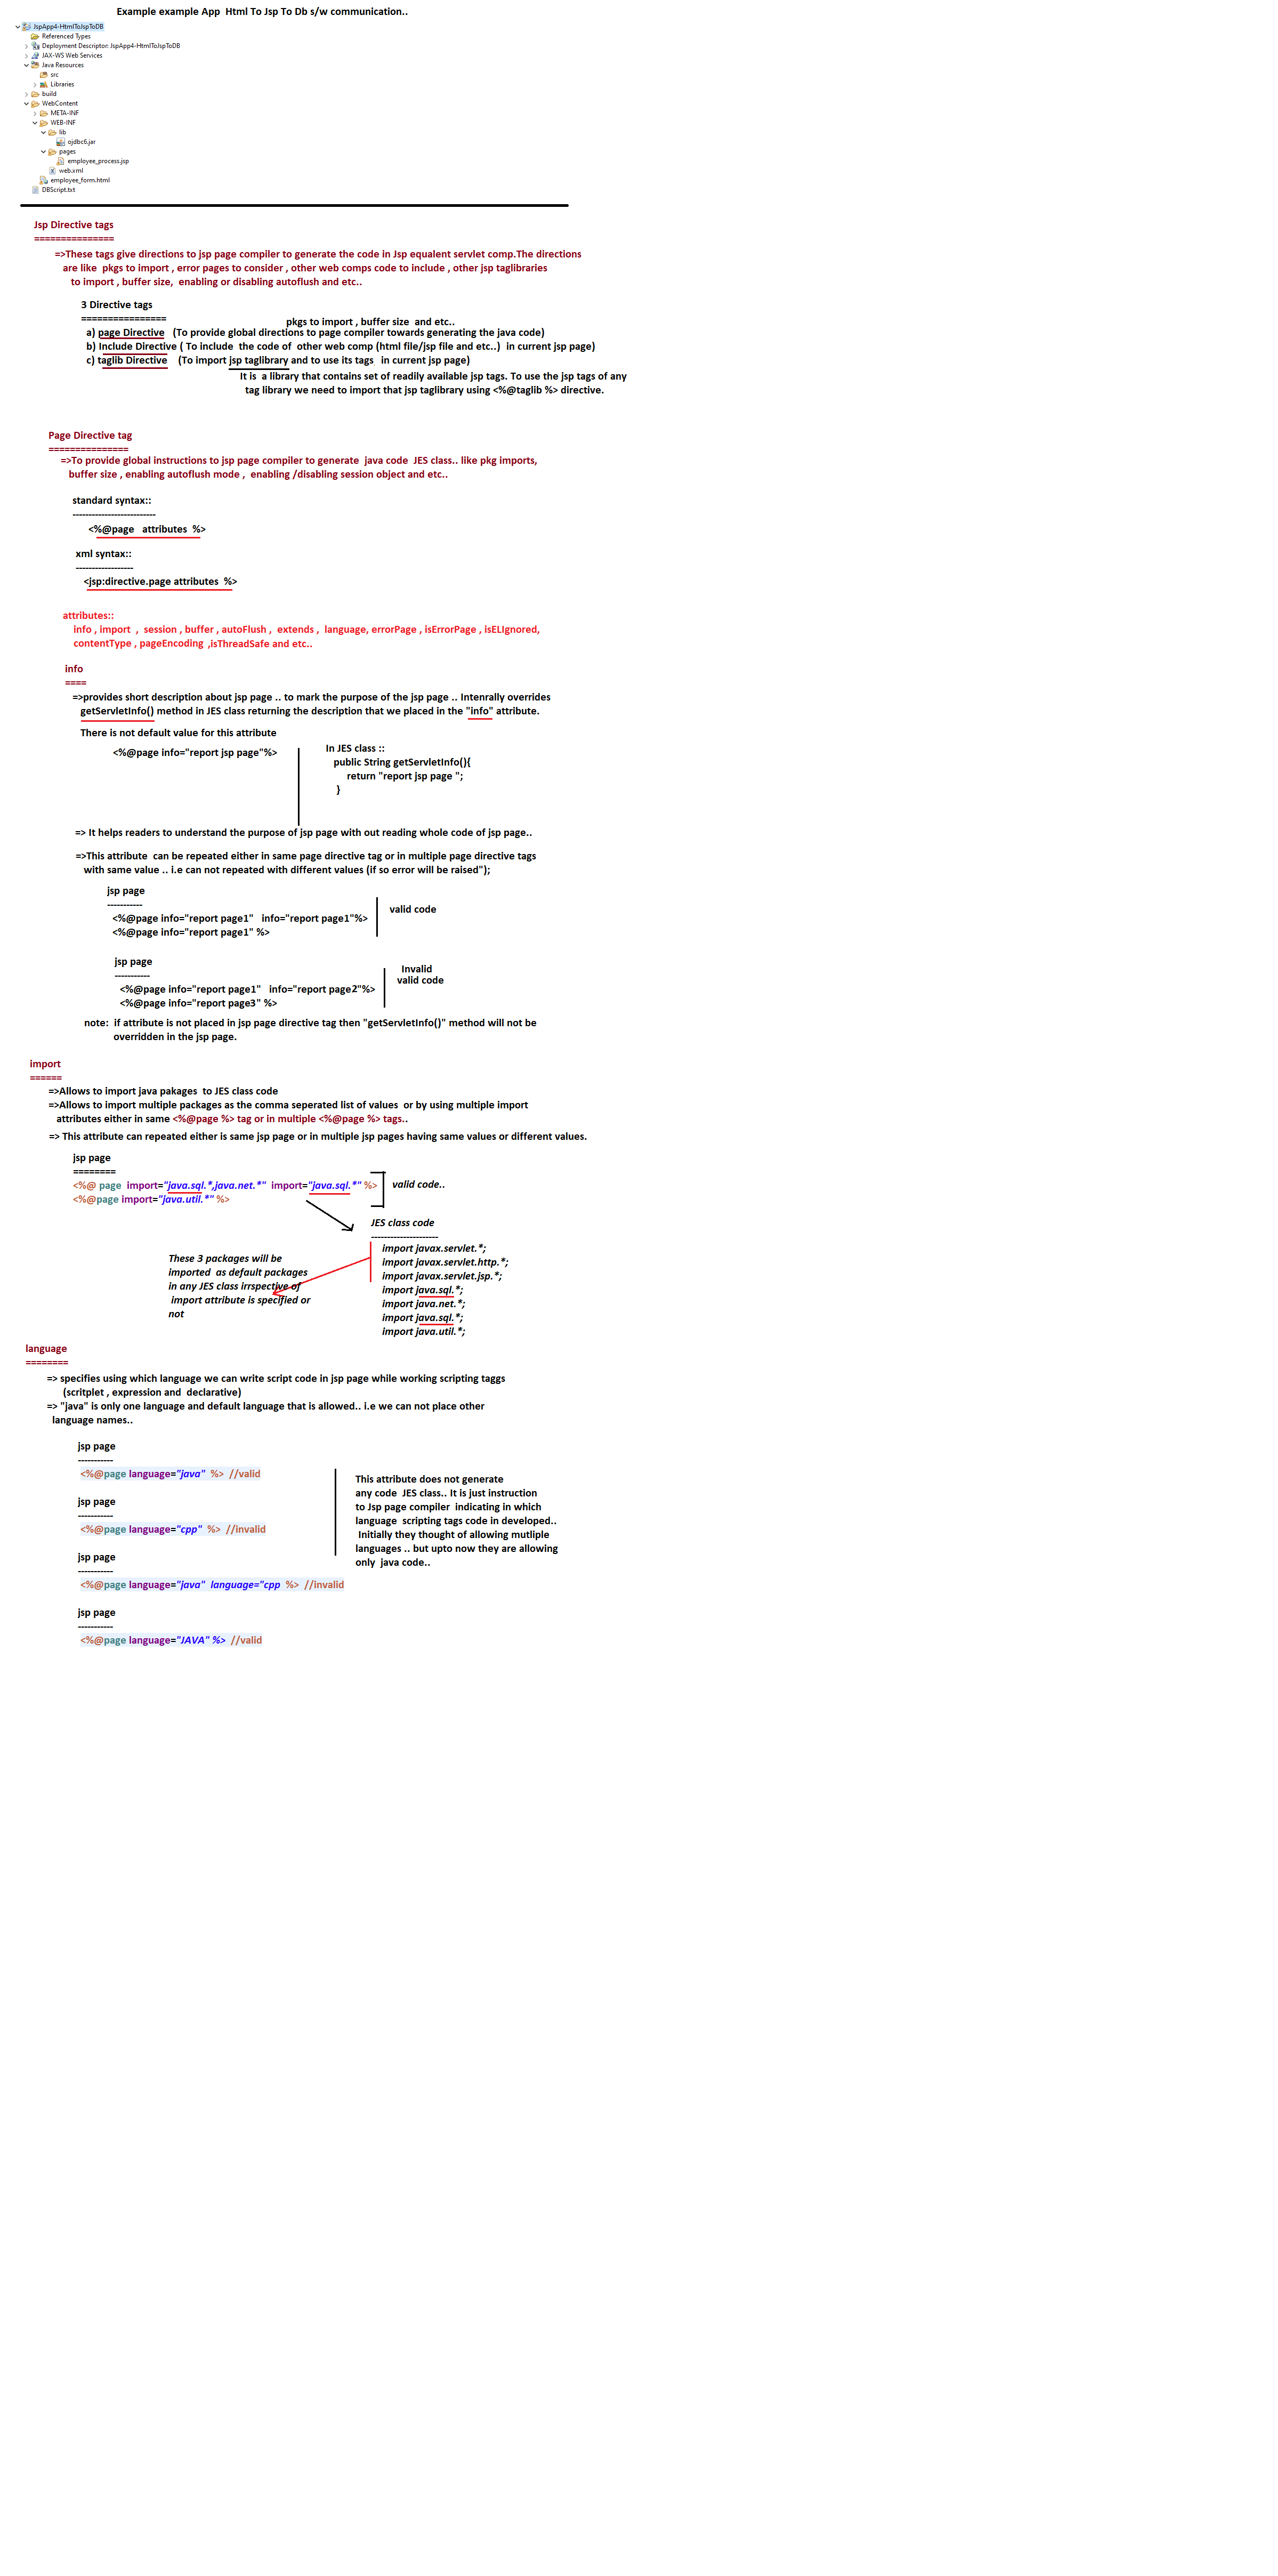 Example example App  Html To Jsp To Db s/w communication..
JspApp4-HtmlToJspToDB
Referenced Types
Deployment Descriptor: JspApp4-HtmlToJspToDB
JAX-WS Web Services
Java Resources
src
Libraries
build
WebContent
META-INF
WEB-INF
lib
ojdbc6.jar
pages
employee_process.jsp
web.xml
employee_form.html
DBScript.txt
Jsp Directive tags
===============
=>These tags give directions to jsp page compiler to generate the code in Jsp equalent servlet comp.The directions
are like  pkgs to import , error pages to consider , other web comps code to include , other jsp taglibraries
to import , buffer size,  enabling or disabling autoflush and etc..
3 Directive tags
================
pkgs to import , buffer size  and etc..
a) page Directive   (To provide global directions to page compiler towards generating the java code)
b) Include Directive ( To include  the code of  other web comp (html file/jsp file and etc..)  in current jsp page)
c) taglib Directive    (To import jsp taglibrary and to use its tags   in current jsp page)
It is  a library that contains set of readily available jsp tags. To use the jsp tags of any
tag library we need to import that jsp taglibrary using <%@taglib %> directive.
Page Directive tag
===============
=>To provide global instructions to jsp page compiler to generate  java code  JES class.. like pkg imports,
buffer size , enabling autoflush mode ,  enabling /disabling session object and etc..
standard syntax::
--------------------------
<%@page   attributes  %>
xml syntax::
------------------
<jsp:directive.page attributes  %>
attributes::
info , import  ,  session , buffer , autoFlush ,  extends ,  language, errorPage , isErrorPage , isELIgnored,
contentType , pageEncoding ,isThreadSafe and etc..
info
====
=>provides short description about jsp page .. to mark the purpose of the jsp page .. Intenrally overrides
getServletInfo() method in JES class returning the description that we placed in the "info" attribute.
There is not default value for this attribute
<%@page info="report jsp page"%>
In JES class ::
public String getServletInfo(){
return "report jsp page ";
}
=> It helps readers to understand the purpose of jsp page with out reading whole code of jsp page..
=>This attribute  can be repeated either in same page directive tag or in multiple page directive tags
with same value .. i.e can not repeated with different values (if so error will be raised");
jsp page
-----------
<%@page info="report page1"   info="report page1"%>
<%@page info="report page1" %>
valid code
jsp page
-----------
<%@page info="report page1"   info="report page2"%>
<%@page info="report page3" %>
Invalid
valid code
note:  if attribute is not placed in jsp page directive tag then "getServletInfo()" method will not be
overridden in the jsp page.
import
======
=>Allows to import java pakages  to JES class code
=>Allows to import multiple packages as the comma seperated list of values  or by using multiple import
attributes either in same <%@page %> tag or in multiple <%@page %> tags..
=> This attribute can repeated either is same jsp page or in multiple jsp pages having same values or different values.
jsp page
========
<%@ page  import="java.sql.*,java.net.*"  import="java.sql.*" %>
<%@page import="java.util.*" %>
valid code..
JES class code
---------------------
import javax.servlet.*;
import javax.servlet.http.*;
import javax.servlet.jsp.*;
import java.sql.*;
import java.net.*;
import java.sql.*;
import java.util.*;
These 3 packages will be
imported  as default packages
in any JES class irrspective of
import attribute is specified or
not
language
========
=> specifies using which language we can write script code in jsp page while working scripting taggs
(scritplet , expression and  declarative)
=> "java" is only one language and default language that is allowed.. i.e we can not place other
language names..
jsp page
-----------
<%@page language="java"  %>  //valid
jsp page
-----------
<%@page language="cpp"  %>  //invalid
jsp page
-----------
<%@page language="java"  language="cpp  %>  //invalid
jsp page
-----------
<%@page language="JAVA" %>  //valid
This attribute does not generate
any code  JES class.. It is just instruction
to Jsp page compiler  indicating in which
language  scripting tags code in developed..
Initially they thought of allowing mutliple
languages .. but upto now they are allowing
only  java code..